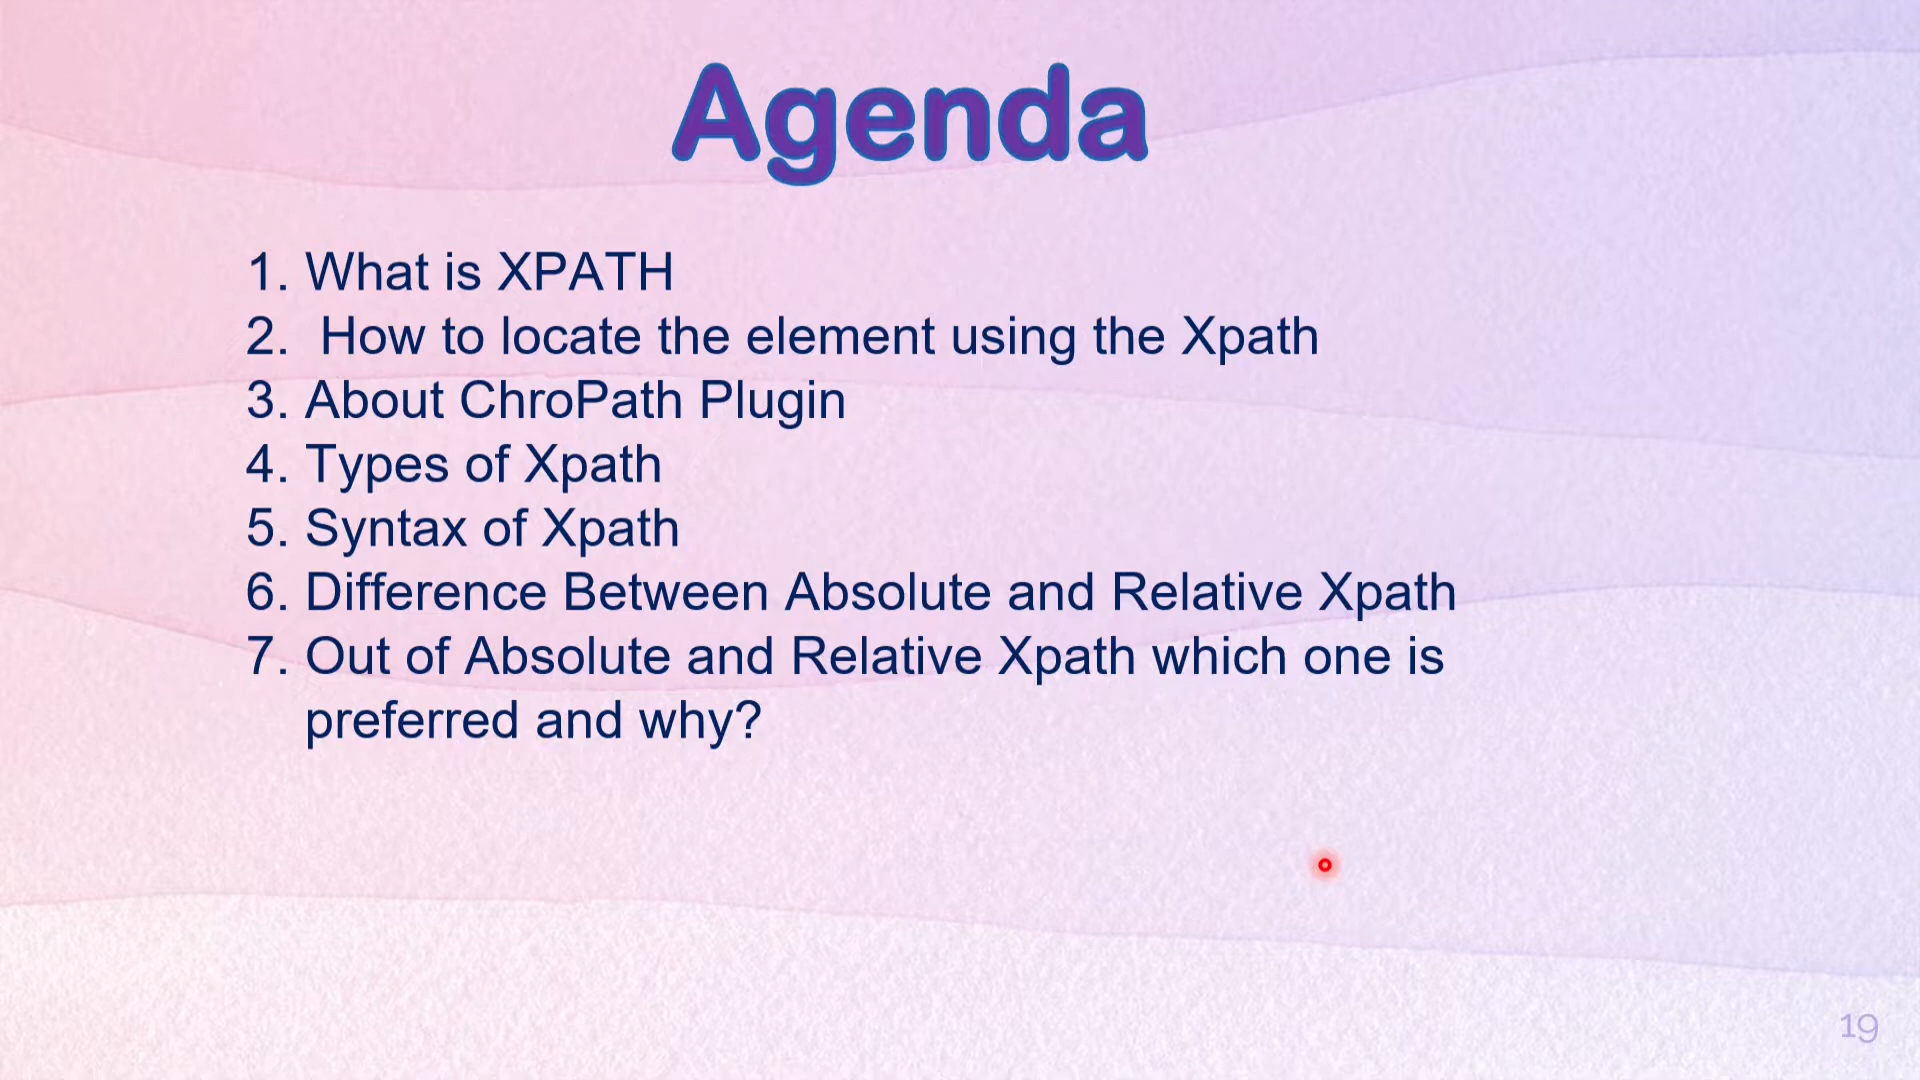 Agenda
1. What is XPATH
2. How to locate the element using the Xpath
3. About ChroPath Plugin
4. Types of Xpath
5. Syntax of Xpath
6. Difference Between Absolute and Relative Xpath
7. Out of Absolute and Relative Xpath which one is
preferred and why?
19